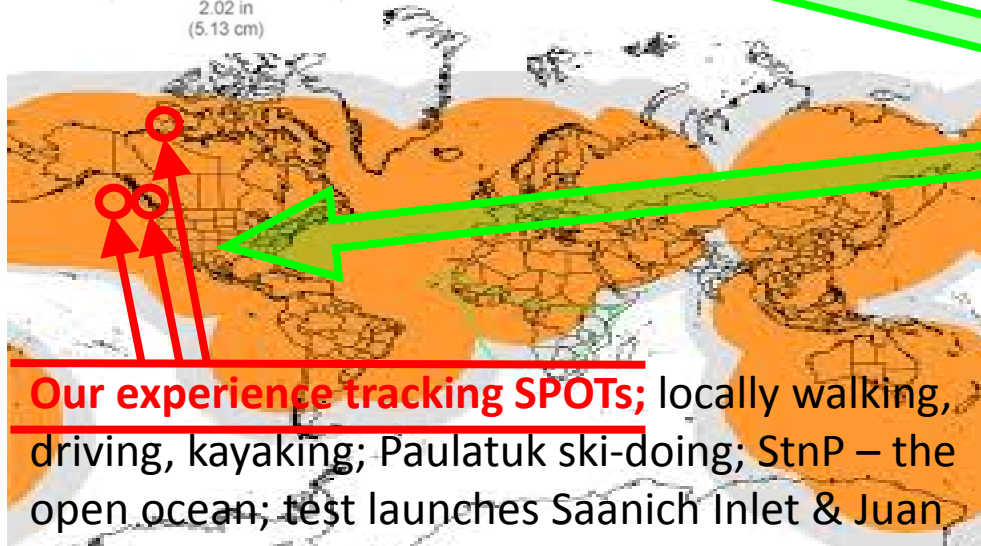 2.02 in
(5.13 cm)
Our experience tracking SPOTs; locally walking,
driving, kayaking; Paulatuk ski-doing; StnP – the
open ocean; test launches Saanich Inlet & Juan